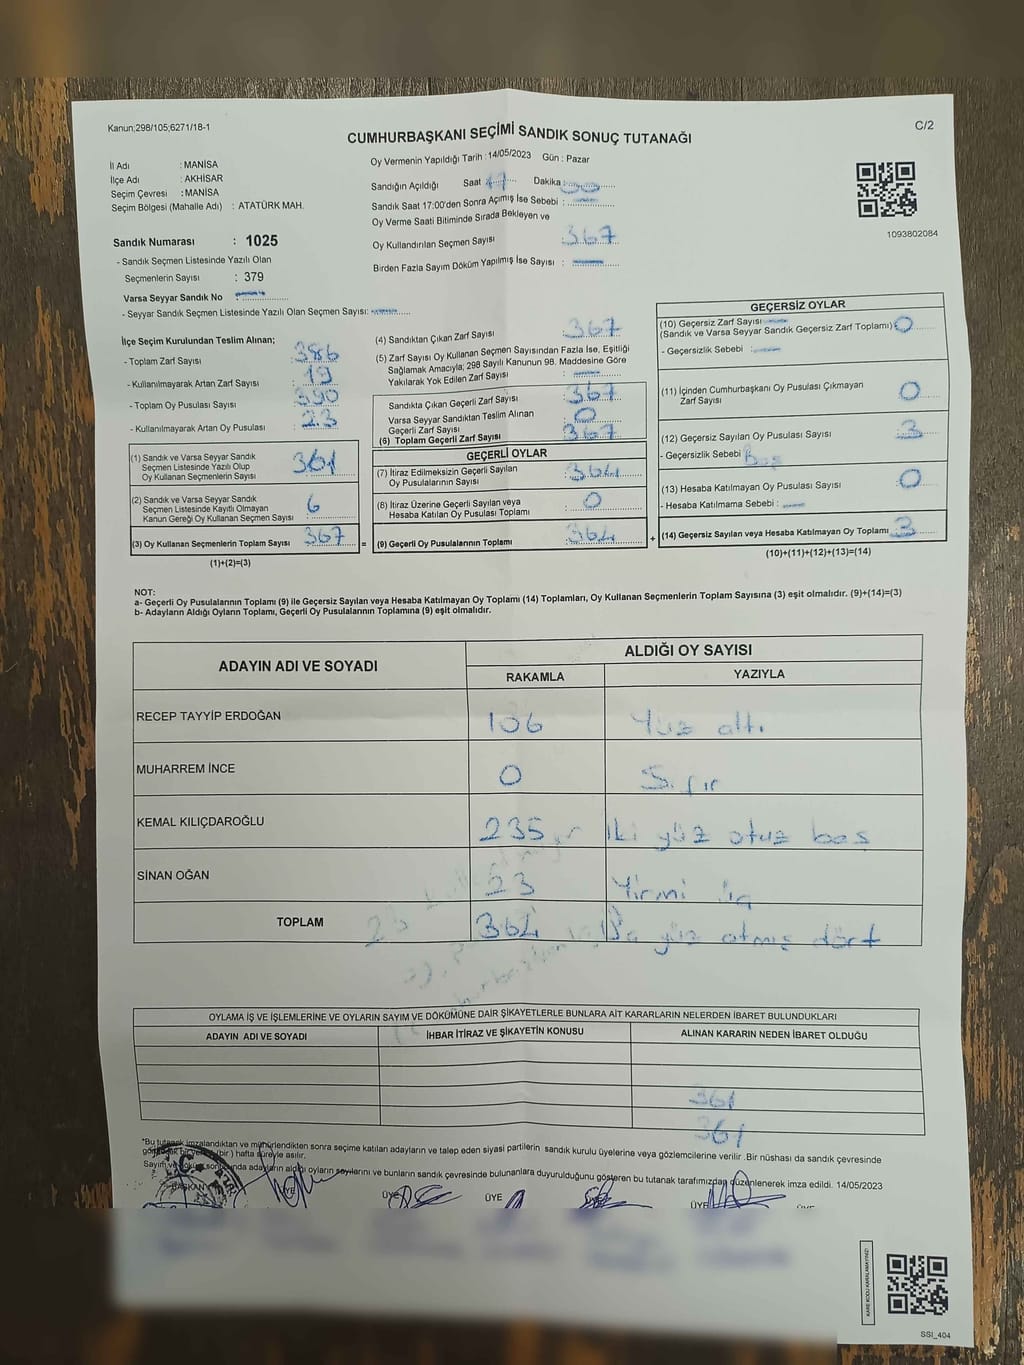 Kanun;298/105;6271/18-1
C/2
CUMHURBAŞKANI SEÇİMİ SANDIK SONUÇ TUTANAĞI
İl Adı : MANİSA
İlçe Adı : AKHİSAR
Seçim Çevresi : MANİSA
Seçim Bölgesi (Mahalle Adı) : ATATÜRK MAH.
Sandık Numarası : 1025
- Sandık Seçmen Listesinde Yazılı Olan
Seçmenlerin Sayısı : 379
Varsa Seyyar Sandık No :
- Seyyar Sandık Seçmen Listesinde Yazılı Olan Seçmen Sayısı:
Oy Vermenin Yapıldığı Tarih : 14/05/2023 Gün : Pazar
Sandığın Açıldığı Saat 17 Dakika : 00
Sandık Saat 17:00'den Sonra Açımış İse Sebebi :
Oy Verme Saati Bitiminde Sırada Bekleyen ve
Oy Kullandırılan Seçmen Sayısı : 367
Birden Fazla Sayım Döküm Yapılmış İse Sayısı :
1093802084
İlçe Seçim Kurulundan Teslim Alınan;
- Toplam Zarf Sayısı : 386
- Kullanılmayarak Artan Zarf Sayısı : 19
- Toplam Oy Pusulası Sayısı : 390
- Kullanılmayarak Artan Oy Pusulası : 23
(1) Sandık ve Varsa Seyyar Sandık
Seçmen Listesinde Yazılı Olup
Oy Kullanan Seçmenlerin Sayısı : 361
(2) Sandık ve Varsa Seyyar Sandık
Seçmen Listesinde Kayıtlı Olmayan
Kanun Gereği Oy Kullanan Seçmen Sayısı : 6
(3) Oy Kullanan Seçmenlerin Toplam Sayısı : 367 =
(1)+(2)=(3)
(4) Sandıktan Çıkan Zarf Sayısı : 367
(5) Zarf Sayısı Oy Kullanan Seçmen Sayısından Fazla İse, Eşitliği
Sağlamak Amacıyla; 298 Sayılı Kanunun 98. Maddesine Göre
Yakılarak Yok Edilen Zarf Sayısı :
Sandıkta Çıkan Geçerli Zarf Sayısı : 367
Varsa Seyyar Sandıktan Teslim Alınan
Geçerli Zarf Sayısı : 0
(6) Toplam Geçerli Zarf Sayısı : 367
GEÇERLİ OYLAR
(7) İtiraz Edilmeksizin Geçerli Sayılan
Oy Pusulalarının Sayısı : 364
(8) İtiraz Üzerine Geçerli Sayılan veya
Hesaba Katılan Oy Pusulası Toplamı : 0
(9) Geçerli Oy Pusulalarının Toplamı : 364 +
GEÇERSİZ OYLAR
(10) Geçersiz Zarf Sayısı
(Sandık ve Varsa Seyyar Sandık Geçersiz Zarf Toplamı) : 0
- Geçersizlik Sebebi :
(11) İçinden Cumhurbaşkanı Oy Pusulası Çıkmayan
Zarf Sayısı : 0
(12) Geçersiz Sayılan Oy Pusulası Sayısı : 3
- Geçersizlik Sebebi : Boş
(13) Hesaba Katılmayan Oy Pusulası Sayısı : 0
- Hesaba Katılmama Sebebi :
(14) Geçersiz Sayılan veya Hesaba Katılmayan Oy Toplamı : 3
(10)+(11)+(12)+(13)=(14)
NOT:
a- Geçerli Oy Pusulalarının Toplamı (9) ile Geçersiz Sayılan veya Hesaba Katılmayan Oy Toplamı (14) Toplamları, Oy Kullanan Seçmenlerin Toplam Sayısına (3) eşit olmalıdır. (9)+(14)=(3)
b- Adayların Aldığı Oyların Toplamı, Geçerli Oy Pusulalarının Toplamına (9) eşit olmalıdır.
ADAYIN ADI VE SOYADI
ALDIĞI OY SAYISI
RAKAMLA YAZIYLA
RECEP TAYYİP ERDOĞAN 106 Yüz altı
MUHARREM İNCE 0 Sıfır
KEMAL KILIÇDAROĞLU 235 iki yüz otuz beş
SİNAN OĞAN 23 Yirmi üç
TOPLAM 364 Üç yüz atmış dört
OYLAMA İŞ VE İŞLEMLERİNE VE OYLARIN SAYIM VE DÖKÜMÜNE DAİR ŞİKAYETLERLE BUNLARA AİT KARARLARIN NELERDEN İBARET BULUNDUKLARI
ADAYIN ADI VE SOYADI İHBAR İTİRAZ VE ŞİKAYETİN KONUSU ALINAN KARARIN NEDEN İBARET OLDUĞU
361
361
"Bu tutanak imzalandıktan ve mühürlendikten sonra seçime katılan adayların ve talep eden siyasi partilerin sandık kurulu üyelerine veya gözlemcilerine verilir .Bir nüshası da sandık çevresinde
bir yere (bir ) hafta süreyle asılır.
Sayım ve döküm sonucunda adayların aldığı oyların sayılarını ve bunların sandık çevresinde bulunanlara duyurulduğunu gösteren bu tutanak tarafımızdan düzenlenerek imza edildi. 14/05/2023
BAŞKAN ÜYE ÜYE ÜYE ÜYE ÜYE ÜYE
KARE KODU KARALAMAYINIZ!
SSI_404